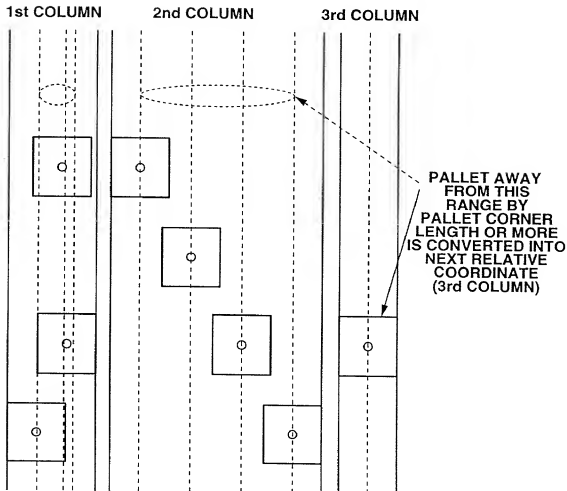 1st COLUMN
2nd COLUMN
3rd COLUMN
PALLET AWAY
FROM THIS
RANGE BY
PALLET CORNER
LENGTH OR MORE
IS CONVERTED INTO
NEXT RELATIVE
COORDINATE
(3rd COLUMN)